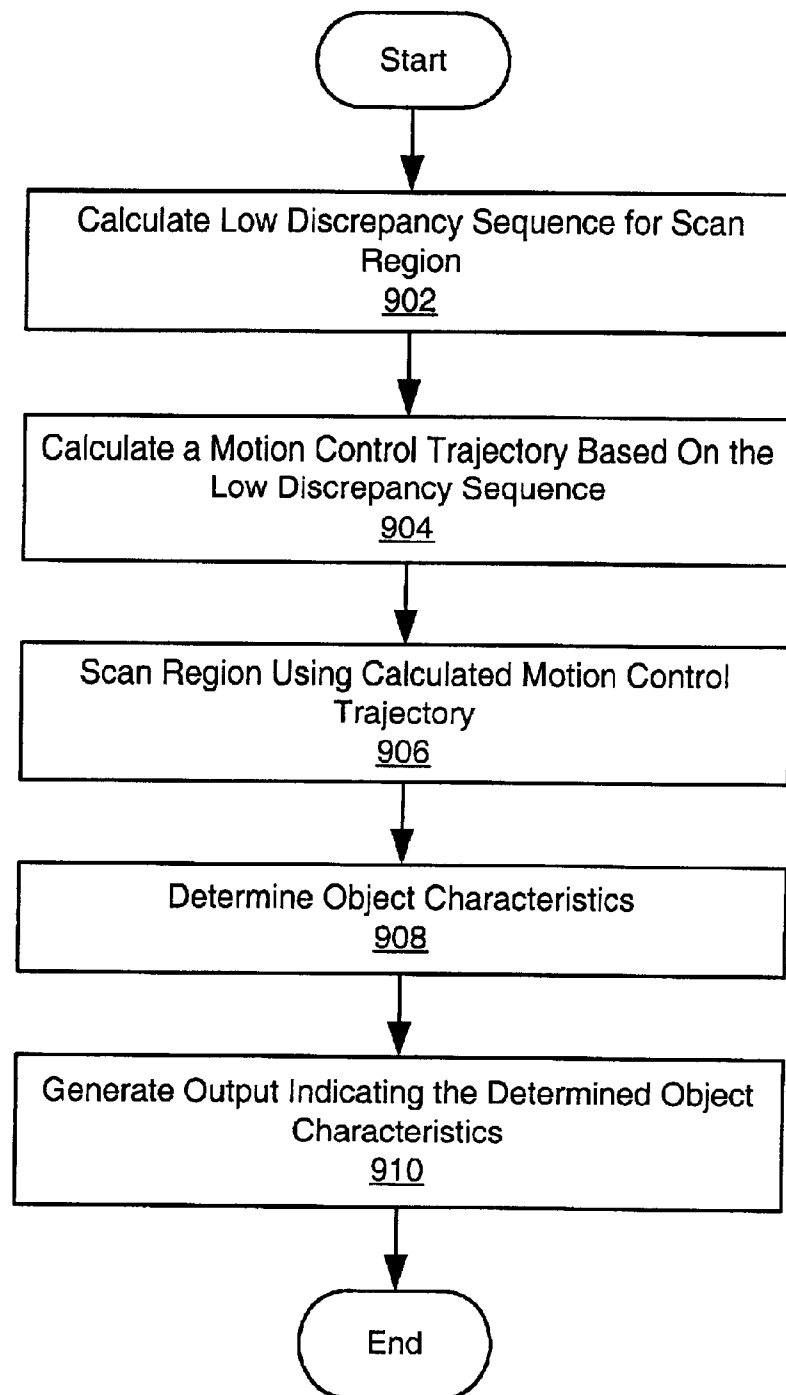 Start
Calculate Low Discrepancy Sequence for Scan
Region
902
Calculate a Motion Control Trajectory Based On the
Low Discrepancy Sequence
904
Scan Region Using Calculated Motion Control
Trajectory
906
Determine Object Characteristics
908
Generate Output Indicating the Determined Object
Characteristics
910
End